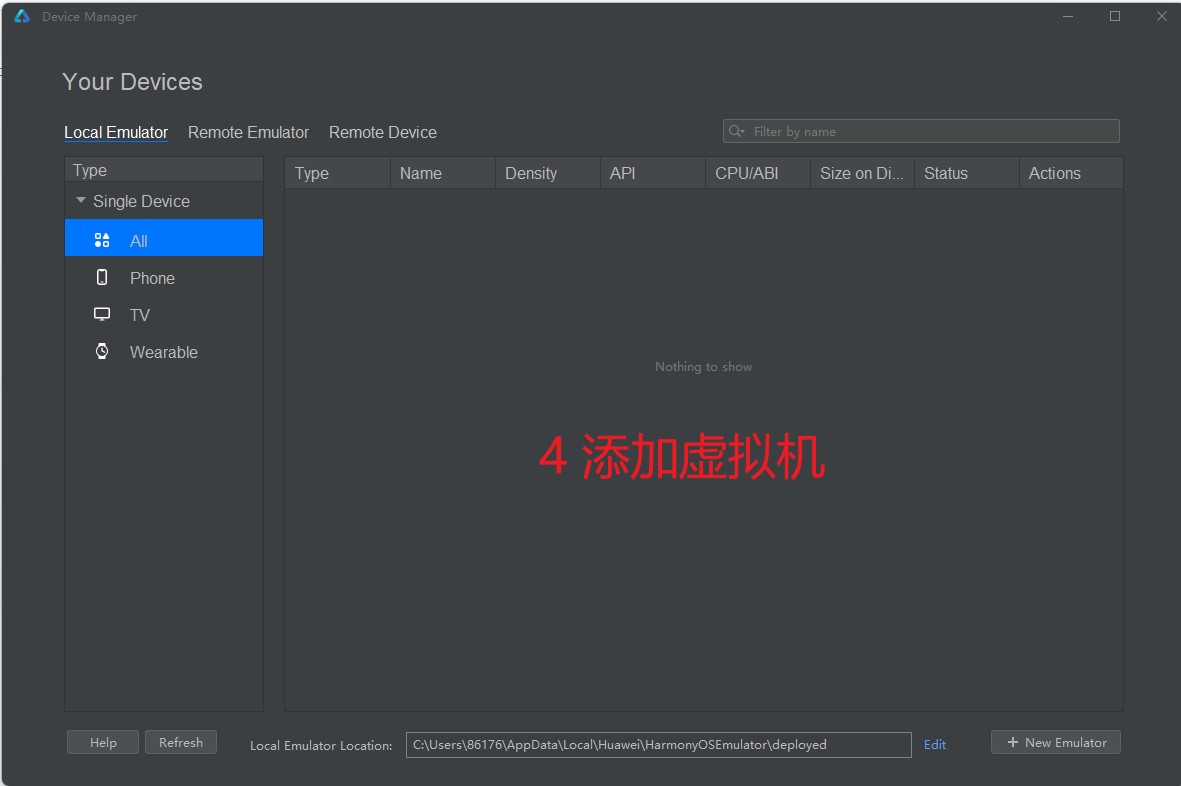 Device Manager
Your Devices
Local Emulator Remote Emulator Remote Device
Filter by name
Type
Single Device
All
Phone
TV
Wearable
Type Name Density API CPU/ABI Size on Di... Status Actions
Nothing to show
4 添加虚拟机
Help Refresh Local Emulator Location: C:\Users\86176\AppData\Local\Huawei\HarmonyOSEmulator\deployed Edit + New Emulator